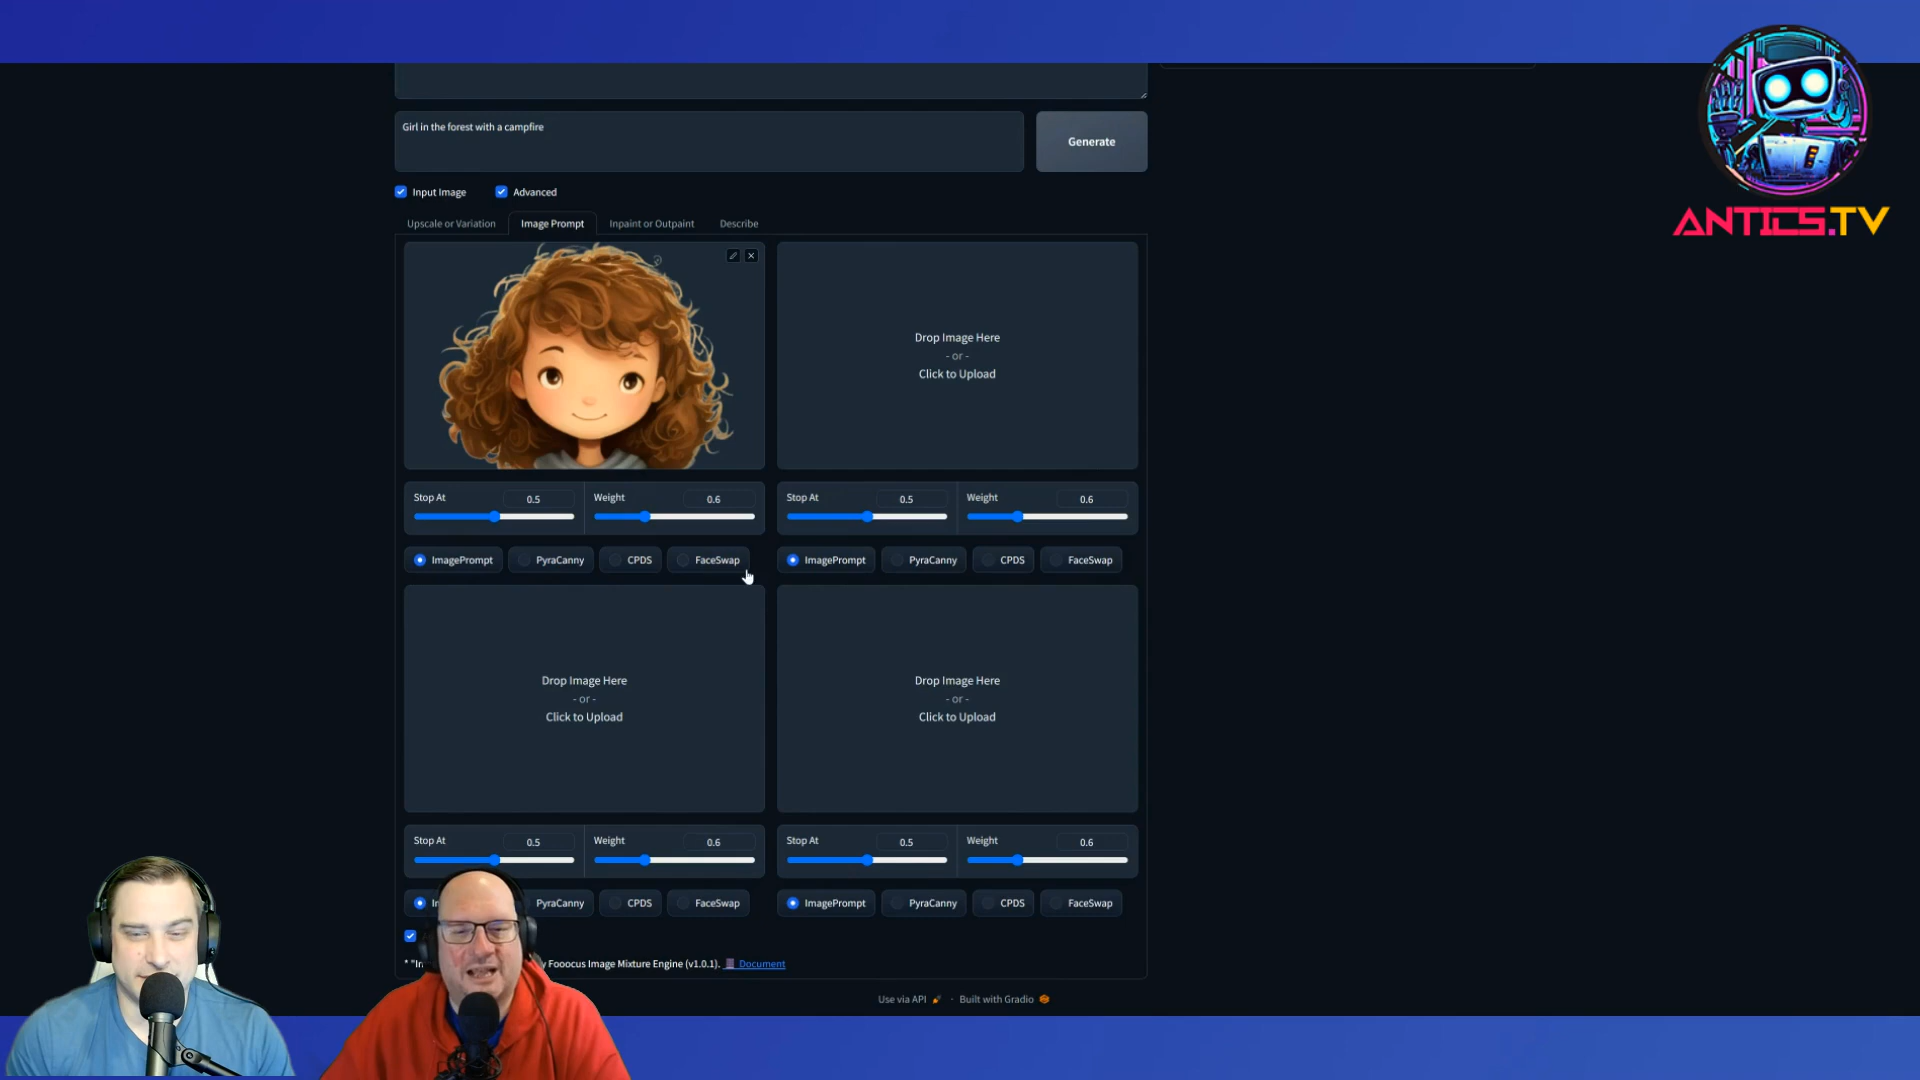 Girl in the forest with a campfire
Generate
Input Image
Advanced
Upscale or Variation
Image Prompt
Inpaint or Outpaint
Describe
Drop Image Here
- or -
Click to Upload
Stop At 0.5 Weight 0.6
Stop At 0.5 Weight 0.6
ImagePrompt PyraCanny CPDS FaceSwap
ImagePrompt PyraCanny CPDS FaceSwap
Drop Image Here
- or -
Click to Upload
Drop Image Here
- or -
Click to Upload
Stop At 0.5 Weight 0.6
Stop At 0.5 Weight 0.6
PyraCanny CPDS FaceSwap
ImagePrompt PyraCanny CPDS FaceSwap
Fooocus Image Mixture Engine (v1.0.1). Document
Use via API · Built with Gradio
ANTICS.TV